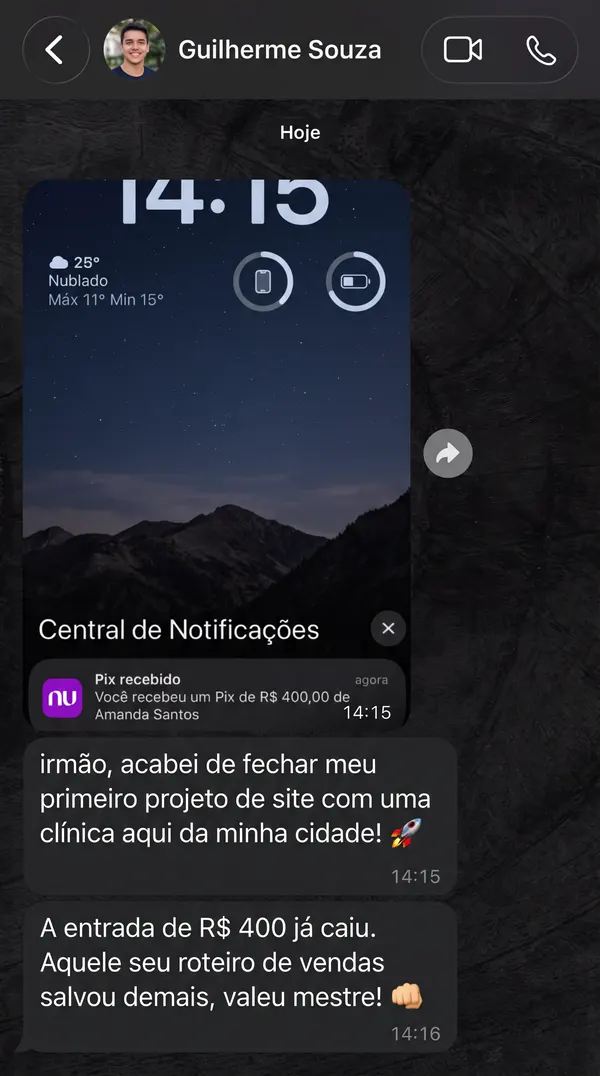 Guilherme Souza
Hoje
14:15
25°
Nublado
Máx 11° Min 15°
Central de Notificações
Pix recebido
agora
nu
Você recebeu um Pix de R$ 400,00 de
Amanda Santos
14:15
irmão, acabei de fechar meu
primeiro projeto de site com uma
clínica aqui da minha cidade! 🚀
14:15
A entrada de R$ 400 já caiu.
Aquele seu roteiro de vendas
salvou demais, valeu mestre! 👊🏼
14:16